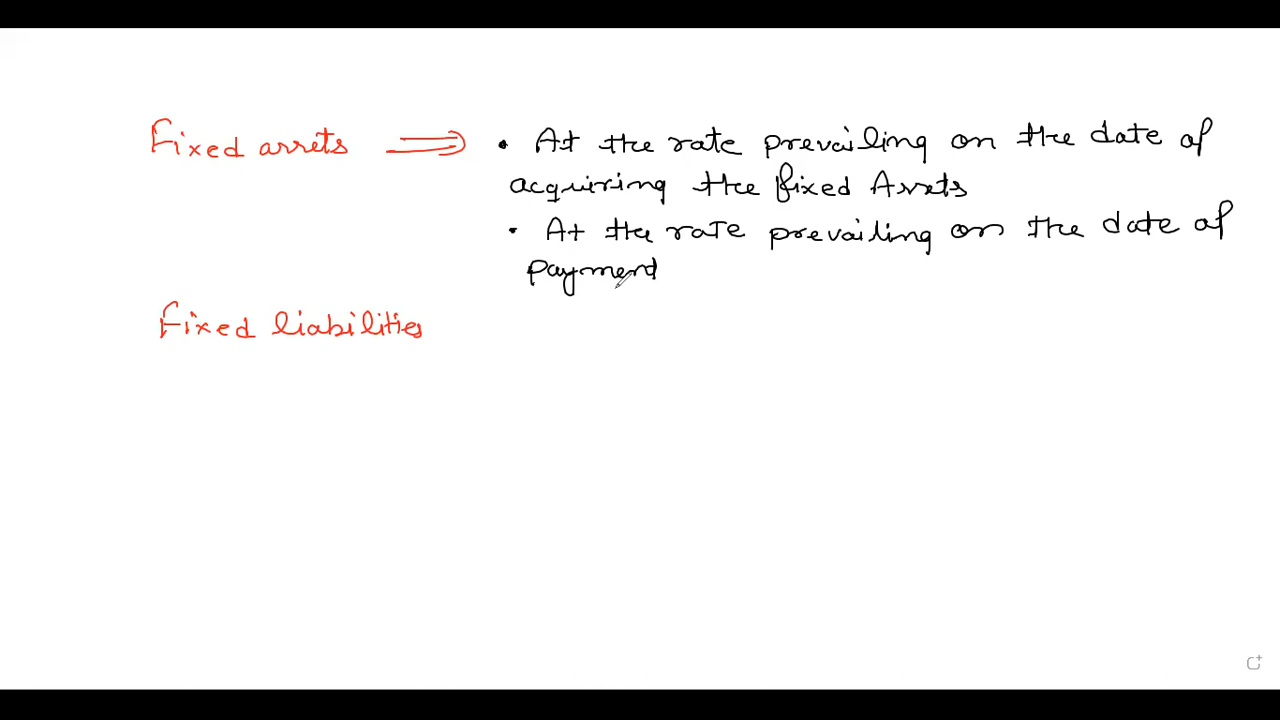 Fixed assets ⇒ • At the rate prevailing on the date of
acquiring the fixed Assets
• At the rate prevailing on the date of
payment
Fixed liabilities